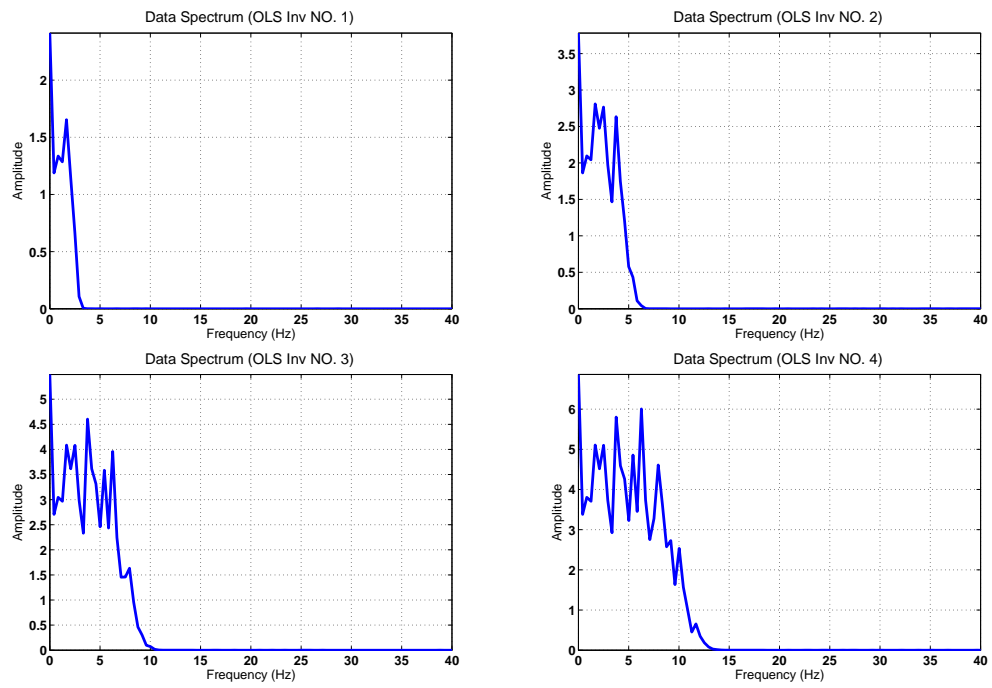 Data Spectrum (OLS Inv NO. 1)
2
1.5
1
0.5
0
Amplitude
0 5 10 15 20 25 30 35 40
Frequency (Hz)
Data Spectrum (OLS Inv NO. 2)
3.5
3
2.5
2
1.5
1
0.5
0
Amplitude
0 5 10 15 20 25 30 35 40
Frequency (Hz)
Data Spectrum (OLS Inv NO. 3)
5
4.5
4
3.5
3
2.5
2
1.5
1
0.5
0
Amplitude
0 5 10 15 20 25 30 35 40
Frequency (Hz)
Data Spectrum (OLS Inv NO. 4)
6
5
4
3
2
1
0
Amplitude
0 5 10 15 20 25 30 35 40
Frequency (Hz)